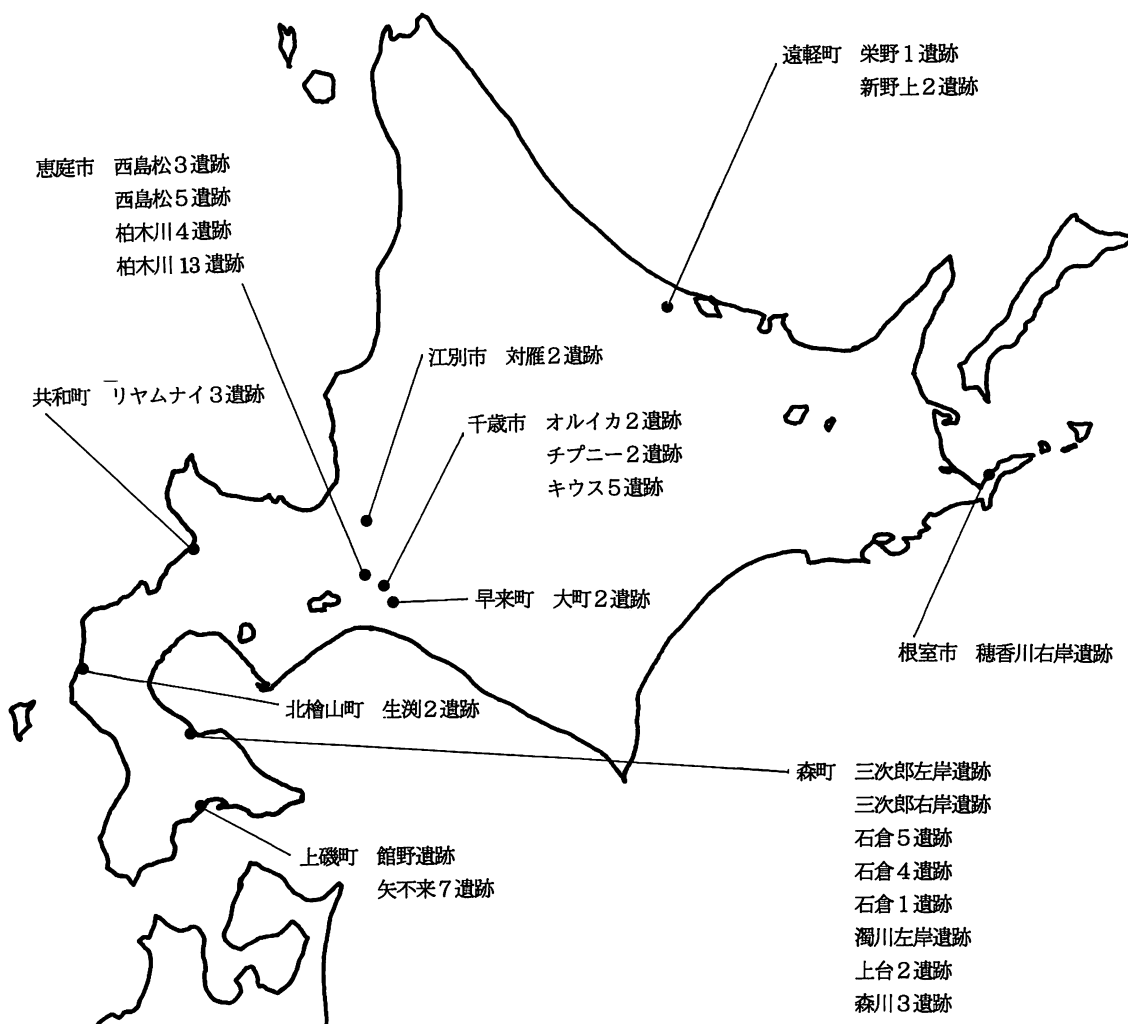 遠軽町 栄野1遺跡
新野上2遺跡
恵庭市 西島松3遺跡
西島松5遺跡
柏木川4遺跡
柏木川13遺跡
江別市 対雁2遺跡
共和町 リヤムナイ3遺跡
千歳市 オルイカ2遺跡
チプニー2遺跡
キウス5遺跡
早来町 大町2遺跡
根室市 穂香川右岸遺跡
北檜山町 生渕2遺跡
森町 三次郎左岸遺跡
三次郎右岸遺跡
石倉5遺跡
石倉4遺跡
石倉1遺跡
濁川左岸遺跡
上台2遺跡
森川3遺跡
上磯町 館野遺跡
矢不来7遺跡